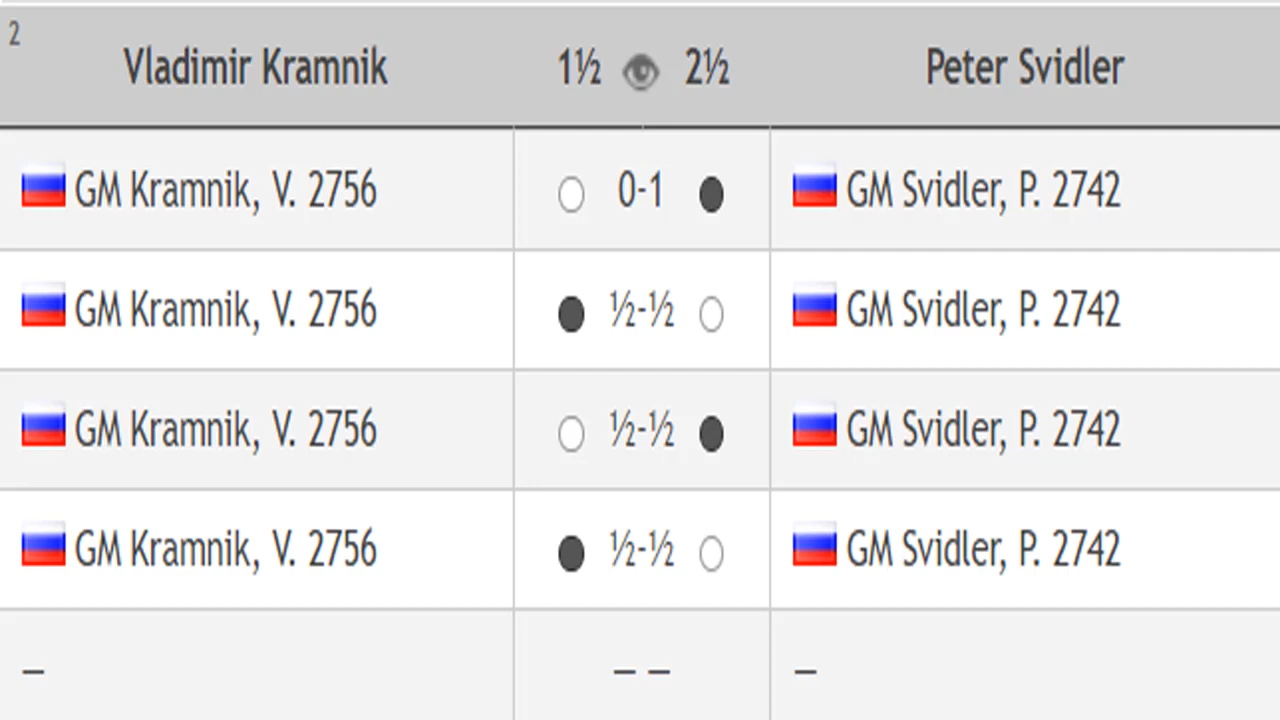 2 Vladimir Kramnik 1½ 2½ Peter Svidler
GM Kramnik, V. 2756 0-1 GM Svidler, P. 2742
GM Kramnik, V. 2756 ½-½ GM Svidler, P. 2742
GM Kramnik, V. 2756 ½-½ GM Svidler, P. 2742
GM Kramnik, V. 2756 ½-½ GM Svidler, P. 2742
– – – –